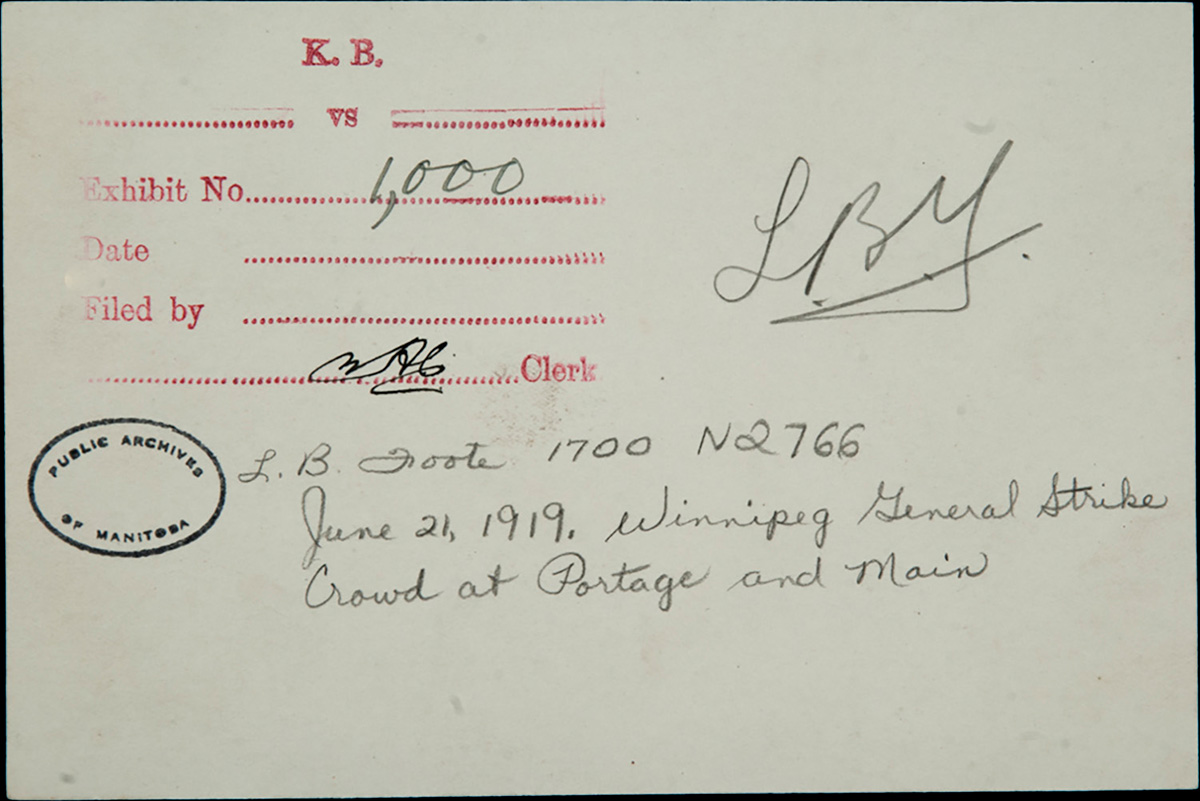 K. B.
vs
Exhibit No. 1,000
Date
Filed by
Clerk
L B Y.
PUBLIC ARCHIVES
OF MANITOBA
L. B. Foote 1700 N2766
June 21, 1919. Winnipeg General Strike
Crowd at Portage and Main